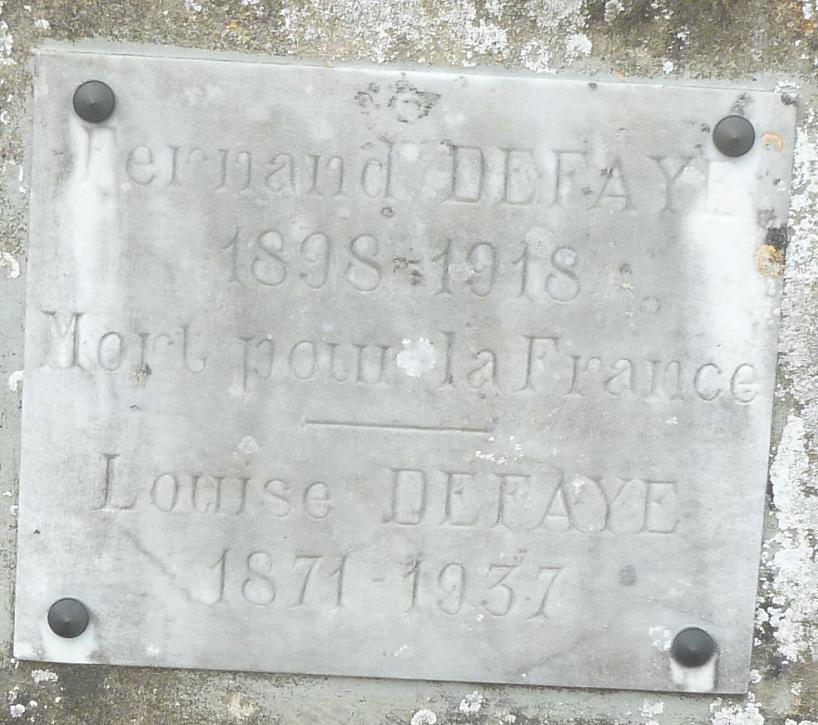 Fernand DEFAYE
1898-1918
Mort pour la France
Louise DEFAYE
1871-1937